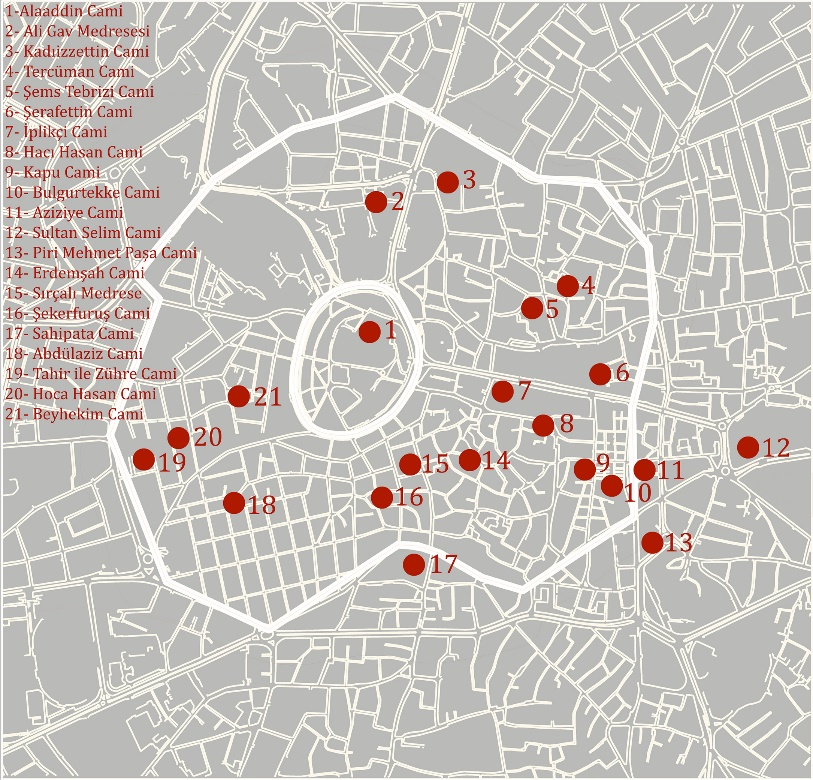 1-Alaaddin Cami
2- Ali Gav Medresesi
3- Kadıizzettin Cami
4- Tercüman Cami
5- Şems Tebrizi Cami
6- Şerafettin Cami
7- İplikçi Cami
8- Hacı Hasan Cami
9- Kapu Cami
10- Bulgurtekke Cami
11- Aziziye Cami
12- Sultan Selim Cami
13- Piri Mehmet Paşa Cami
14- Erdemşah Cami
15- Sırçalı Medrese
16- Şekerfuruş Cami
17- Sahipata Cami
18- Abdülaziz Cami
19- Tahir ile Zühre Cami
20- Hoca Hasan Cami
21- Beyhekim Cami
3
2
4
5
1
6
7
21
8
20
12
19
15
14
9
11
10
16
18
13
17